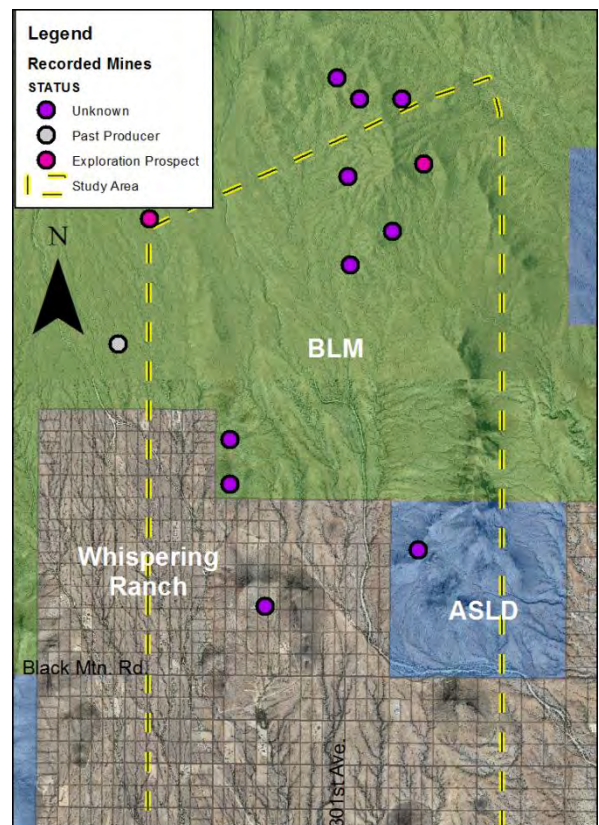 Legend
Recorded Mines
STATUS
Unknown
Past Producer
Exploration Prospect
Study Area
N
BLM
Whispering
Ranch
ASLD
Black Mtn. Rd.
301st Ave.